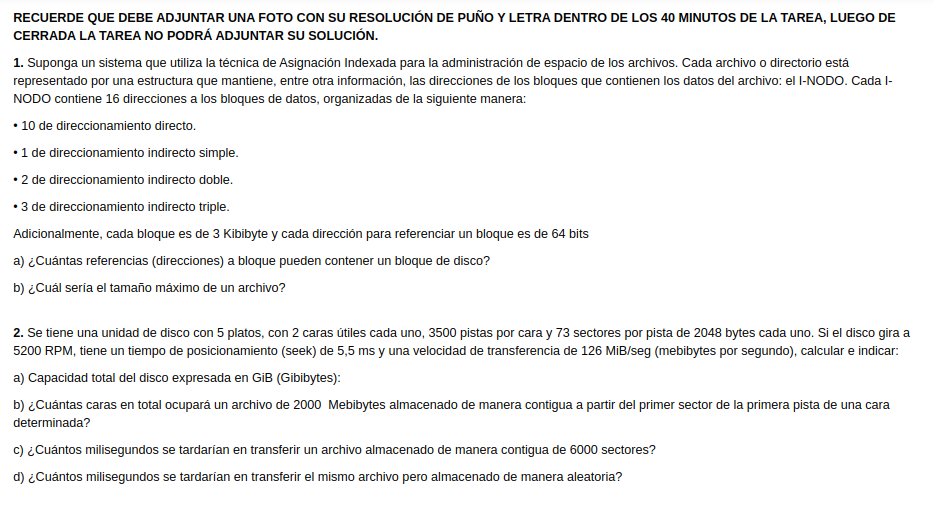 RECUERDE QUE DEBE ADJUNTAR UNA FOTO CON SU RESOLUCIÓN DE PUÑO Y LETRA DENTRO DE LOS 40 MINUTOS DE LA TAREA, LUEGO DE
CERRADA LA TAREA NO PODRÁ ADJUNTAR SU SOLUCIÓN.
1. Suponga un sistema que utiliza la técnica de Asignación Indexada para la administración de espacio de los archivos. Cada archivo o directorio está
representado por una estructura que mantiene, entre otra información, las direcciones de los bloques que contienen los datos del archivo: el I-NODO. Cada I-
NODO contiene 16 direcciones a los bloques de datos, organizadas de la siguiente manera:
• 10 de direccionamiento directo.
• 1 de direccionamiento indirecto simple.
• 2 de direccionamiento indirecto doble.
• 3 de direccionamiento indirecto triple.
Adicionalmente, cada bloque es de 3 Kibibyte y cada dirección para referenciar un bloque es de 64 bits
a) ¿Cuántas referencias (direcciones) a bloque pueden contener un bloque de disco?
b) ¿Cuál sería el tamaño máximo de un archivo?
2. Se tiene una unidad de disco con 5 platos, con 2 caras útiles cada uno, 3500 pistas por cara y 73 sectores por pista de 2048 bytes cada uno. Si el disco gira a
5200 RPM, tiene un tiempo de posicionamiento (seek) de 5,5 ms y una velocidad de transferencia de 126 MiB/seg (mebibytes por segundo), calcular e indicar:
a) Capacidad total del disco expresada en GiB (Gibibytes):
b) ¿Cuántas caras en total ocupará un archivo de 2000 Mebibytes almacenado de manera contigua a partir del primer sector de la primera pista de una cara
determinada?
c) ¿Cuántos milisegundos se tardarían en transferir un archivo almacenado de manera contigua de 6000 sectores?
d) ¿Cuántos milisegundos se tardarían en transferir el mismo archivo pero almacenado de manera aleatoria?